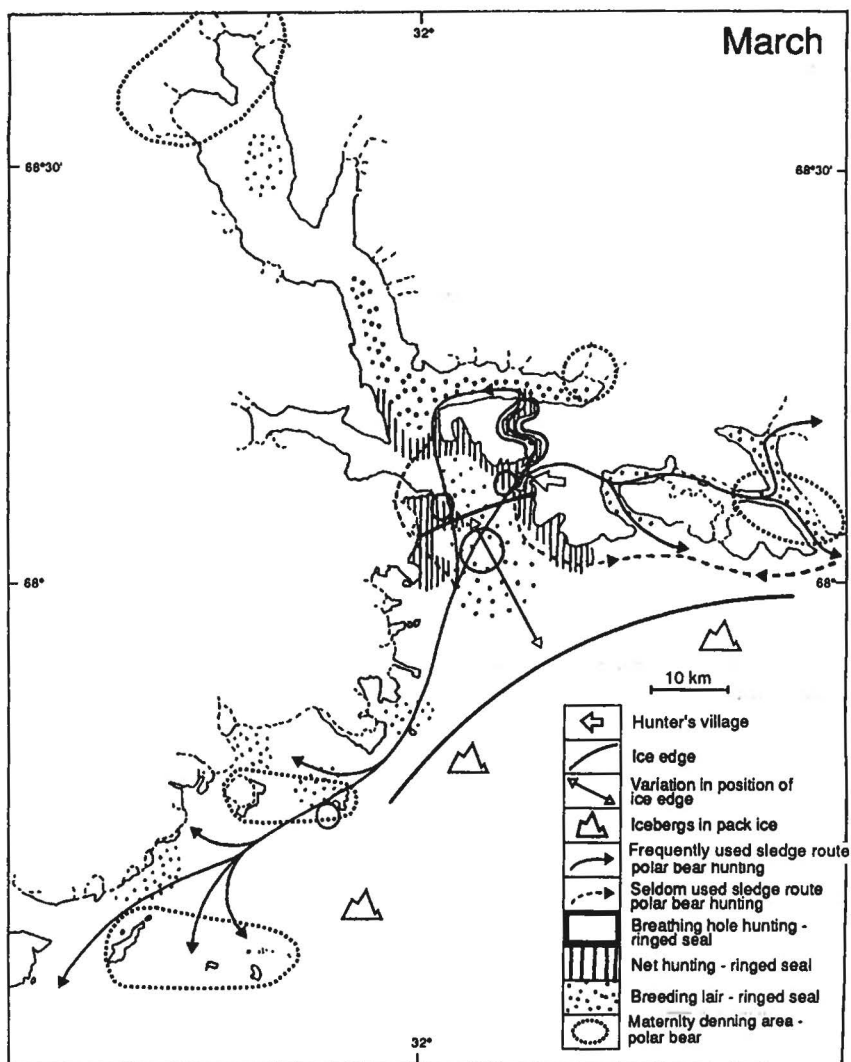 32°
March
68°30'
68°30'
68°
68°
10 km
Hunter's village
Ice edge
Variation in position of
ice edge
Icebergs in pack ice
Frequently used sledge route
polar bear hunting
Seldom used sledge route
polar bear hunting
Breathing hole hunting -
ringed seal
Net hunting - ringed seal
Breeding lair - ringed seal
Maternity denning area -
polar bear
32°